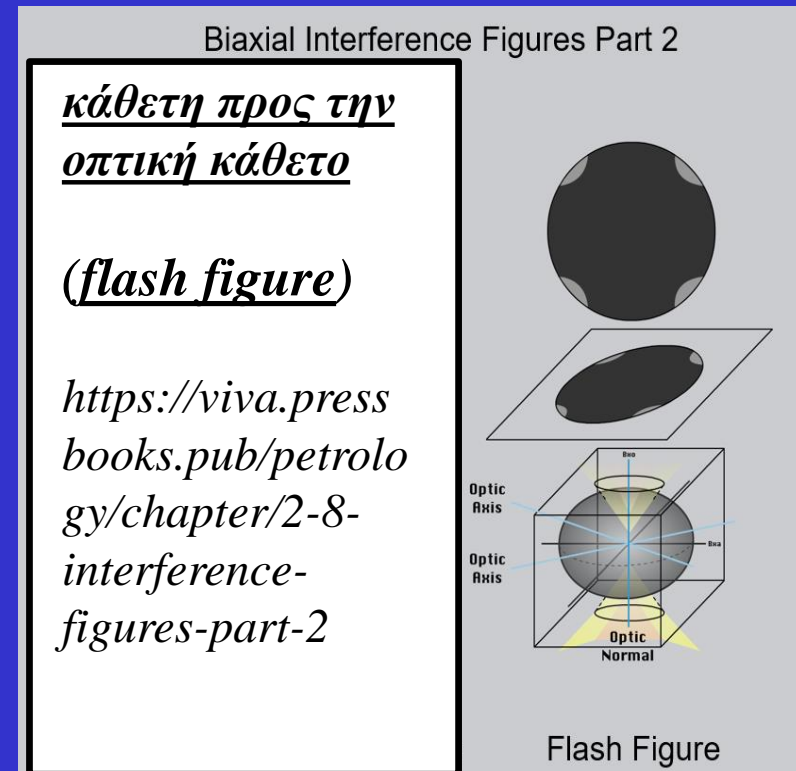 Biaxial Interference Figures Part 2
κάθετη προς την
οπτική κάθετο
(flash figure)
https://viva.press
books.pub/petrolo
gy/chapter/2-8-
interference-
figures-part-2
Bxo
Optic
Axis
Bxa
Optic
Axis
Optic
Normal
Flash Figure